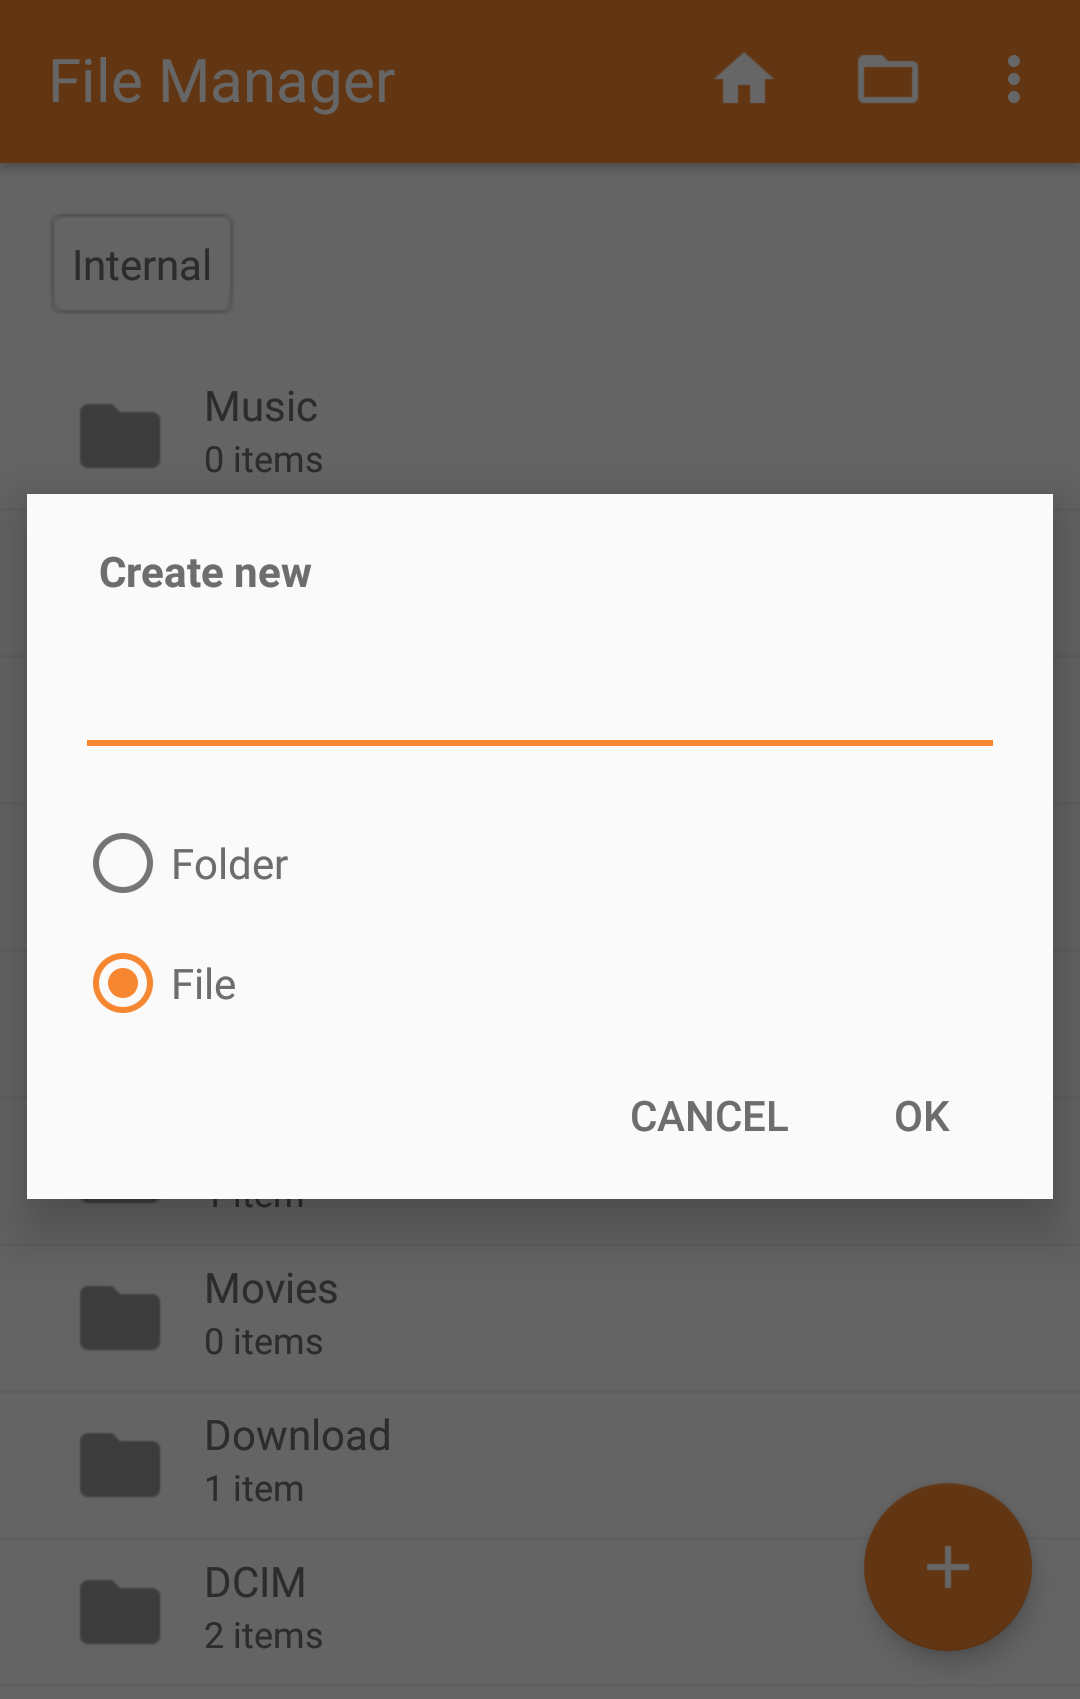 File Manager
Internal
Music
0 items
Create new
Folder
File
CANCEL OK
Movies
0 items
Download
1 item
DCIM
2 items